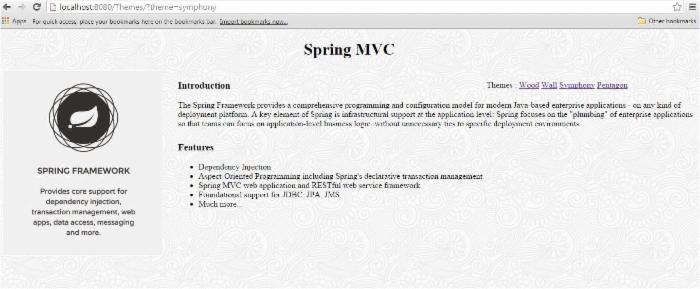 localhost:8080/Themes/?theme=symphony
Apps For quick access, place your bookmarks here on the bookmarks bar. Import bookmarks now... Other bookmarks
Spring MVC
SPRING FRAMEWORK
Provides core support for
dependency injection,
transaction management, web
apps, data access, messaging
and more.
Introduction
Themes : Wood Wall Symphony Pentagon
The Spring Framework provides a comprehensive programming and configuration model for modern Java-based enterprise applications - on any kind of
deployment platform. A key element of Spring is infrastructural support at the application level: Spring focuses on the "plumbing" of enterprise applications
so that teams can focus on application-level business logic, without unnecessary ties to specific deployment environments.
Features
Dependency Injection
Aspect-Oriented Programming including Spring's declarative transaction management
Spring MVC web application and RESTful web service framework
Foundational support for JDBC, JPA, JMS
Much more...